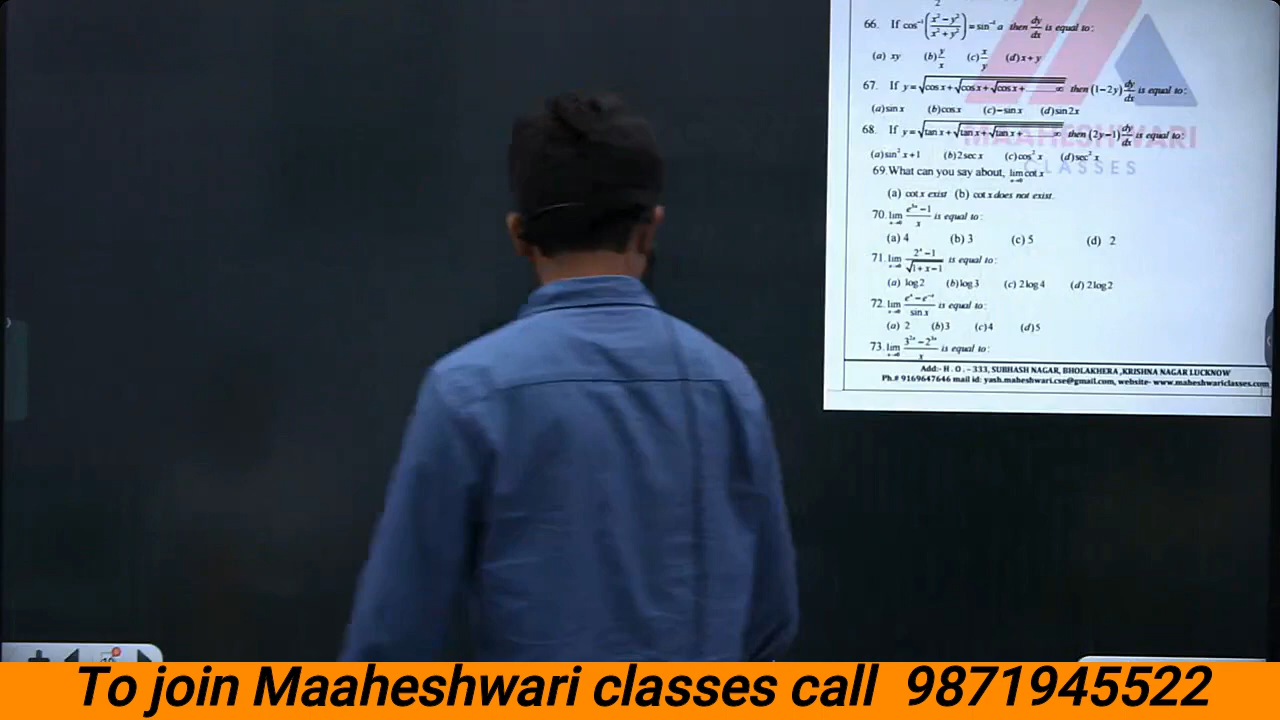 2
66. If cos⁻¹((x²−y²)/(x²+y²)) = sin⁻¹ a then dy/dx is equal to:
(a) xy (b) y/x (c) x/y (d) x+y
67. If y=√(cos x+√(cos x+√(cos x+........∞))) then (1−2y) dy/dx is equal to:
(a) sin x (b) cos x (c) −sin x (d) sin 2x
68. If y=√(tan x+√(tan x+√(tan x+........∞))) then (2y−1) dy/dx is equal to:
MAAHESHWARI
(a) sin² x+1 (b) 2 sec x (c) cos² x (d) sec² x
CLASSES
69. What can you say about, lim cot x
(a) cot x exist (b) cot x does not exist.
70. lim (−1)/x is equal to:
(a) 4 (b) 3 (c) 5 (d) 2
71. lim (2ˣ−1)/(√1+x−1) is equal to:
(a) log 2 (b) log 3 (c) 2 log 4 (d) 2 log 2
72. lim (eˣ−e⁻ˣ)/sin x is equal to:
(a) 2 (b) 3 (c) 4 (d) 5
73. lim (3²ˣ−2³ˣ)/x is equal to:
Add:- H . O . – 333, SUBHASH NAGAR, BHOLAKHERA ,KRISHNA NAGAR LUCKNOW
Ph.# 9169647646 mail id: yash.maheshwari.cse@gmail.com, website- www.maheshwariclasses.com
To join Maaheshwari classes call 9871945522